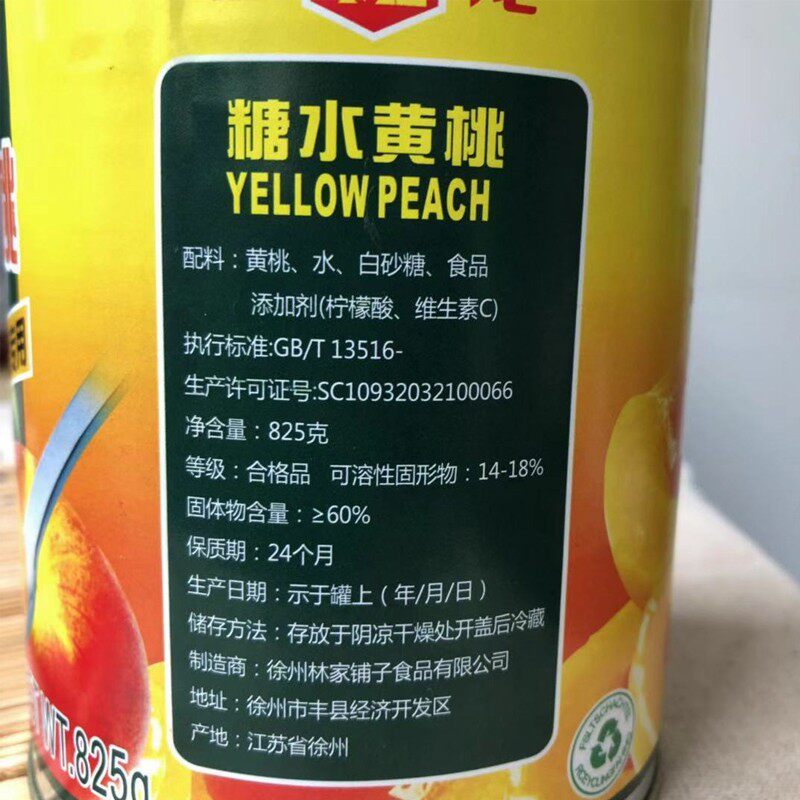 糖水黄桃
YELLOW PEACH
配料：黄桃、水、白砂糖、食品
添加剂(柠檬酸、维生素C)
执行标准:GB/T 13516-
生产许可证号:SC10932032100066
净含量：825克
等级：合格品 可溶性固形物：14-18%
固体物含量：≥60%
保质期：24个月
生产日期：示于罐上（年/月/日）
储存方法：存放于阴凉干燥处开盖后冷藏
制造商：徐州林家铺子食品有限公司
地址：徐州市丰县经济开发区
产地：江苏省徐州
WT.825g